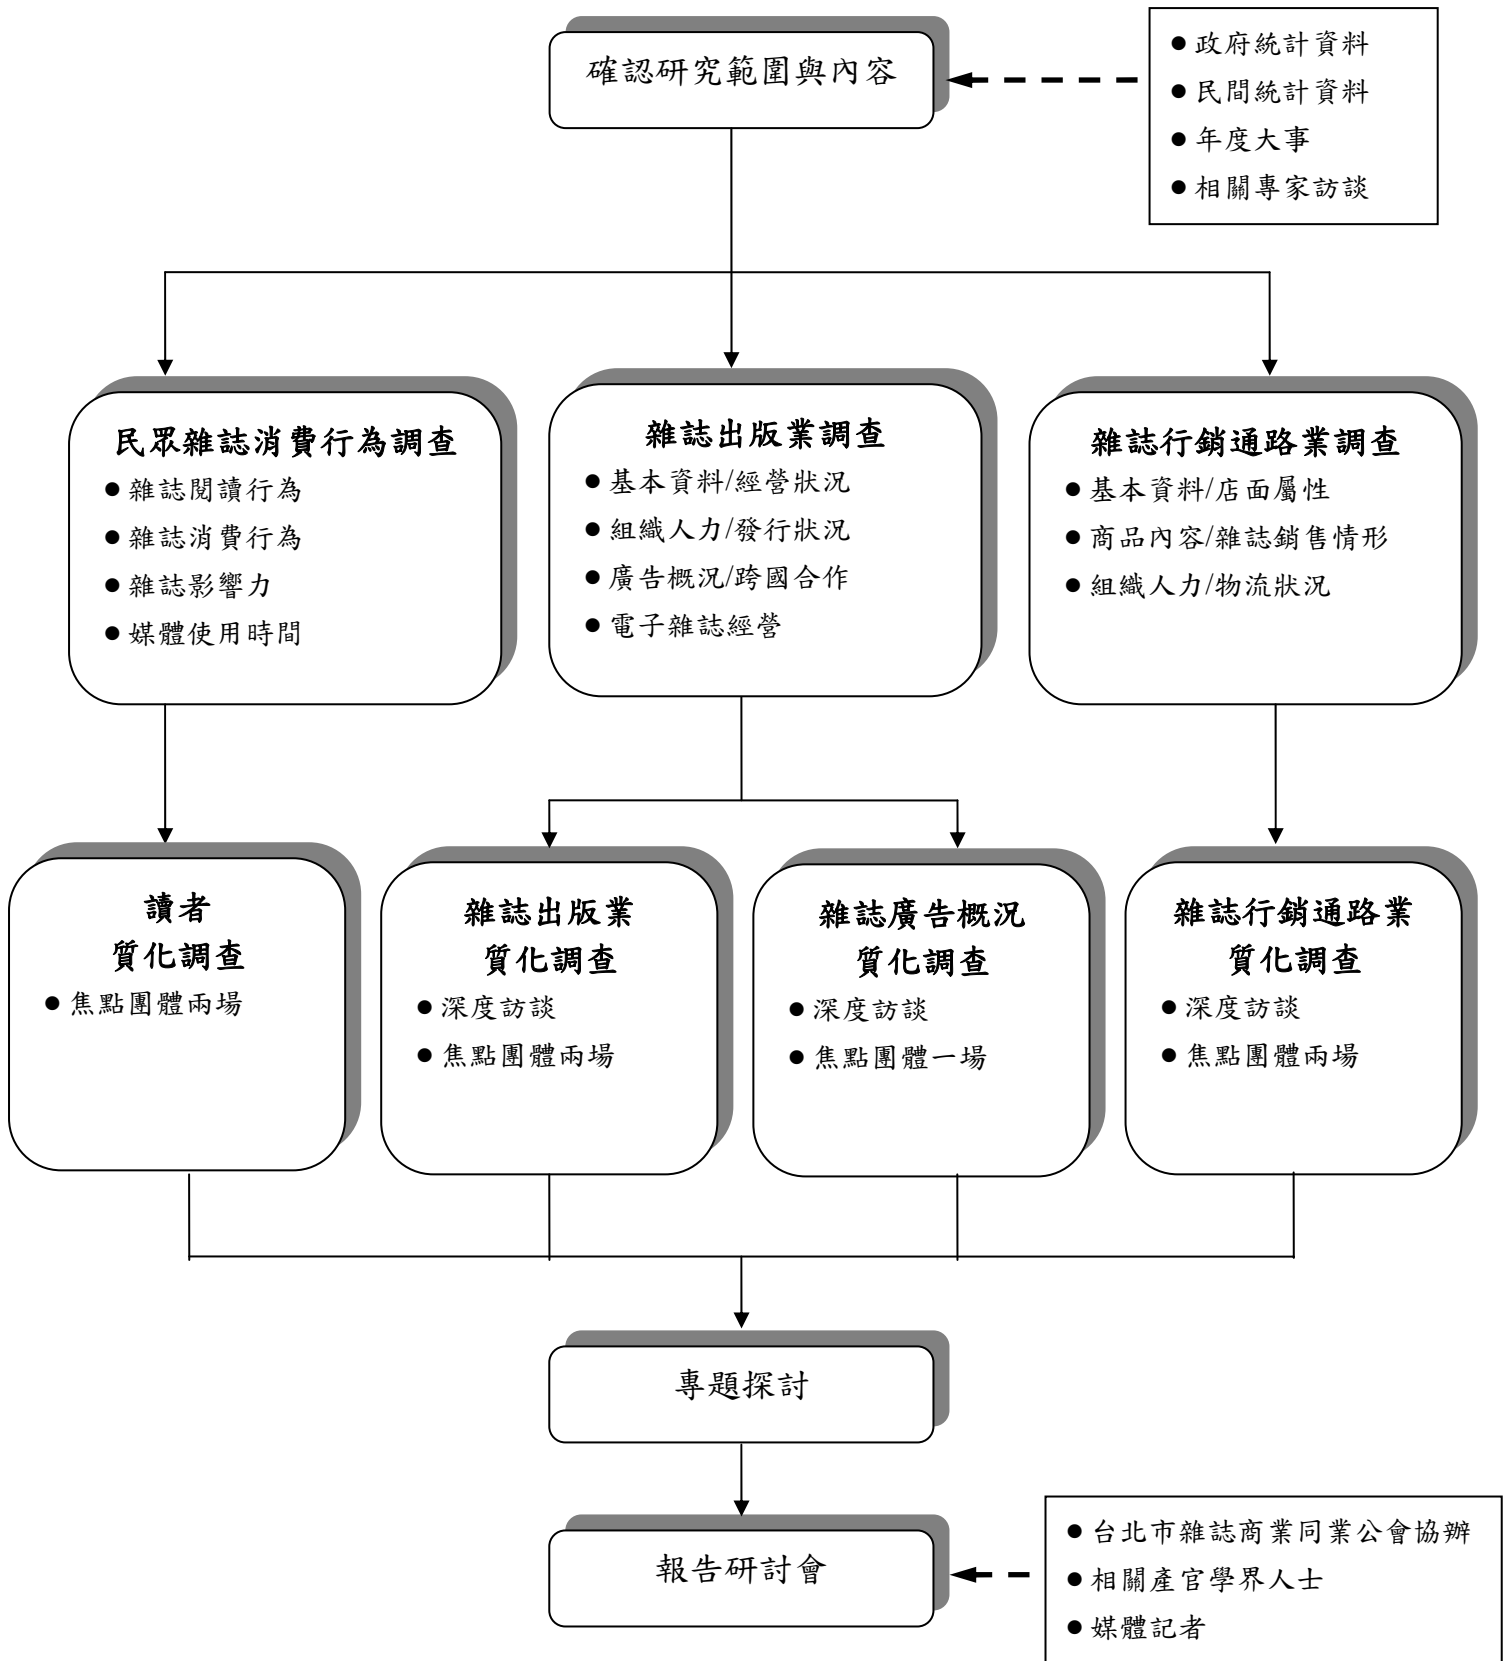 確認研究範圍與內容
● 政府統計資料
● 民間統計資料
● 年度大事
● 相關專家訪談
民眾雜誌消費行為調查
● 雜誌閱讀行為
● 雜誌消費行為
● 雜誌影響力
● 媒體使用時間
雜誌出版業調查
● 基本資料/經營狀況
● 組織人力/發行狀況
● 廣告概況/跨國合作
● 電子雜誌經營
雜誌行銷通路業調查
● 基本資料/店面屬性
● 商品內容/雜誌銷售情形
● 組織人力/物流狀況
讀者
質化調查
● 焦點團體兩場
雜誌出版業
質化調查
● 深度訪談
● 焦點團體兩場
雜誌廣告概況
質化調查
● 深度訪談
● 焦點團體一場
雜誌行銷通路業
質化調查
● 深度訪談
● 焦點團體兩場
專題探討
報告研討會
● 台北市雜誌商業同業公會協辦
● 相關產官學界人士
● 媒體記者